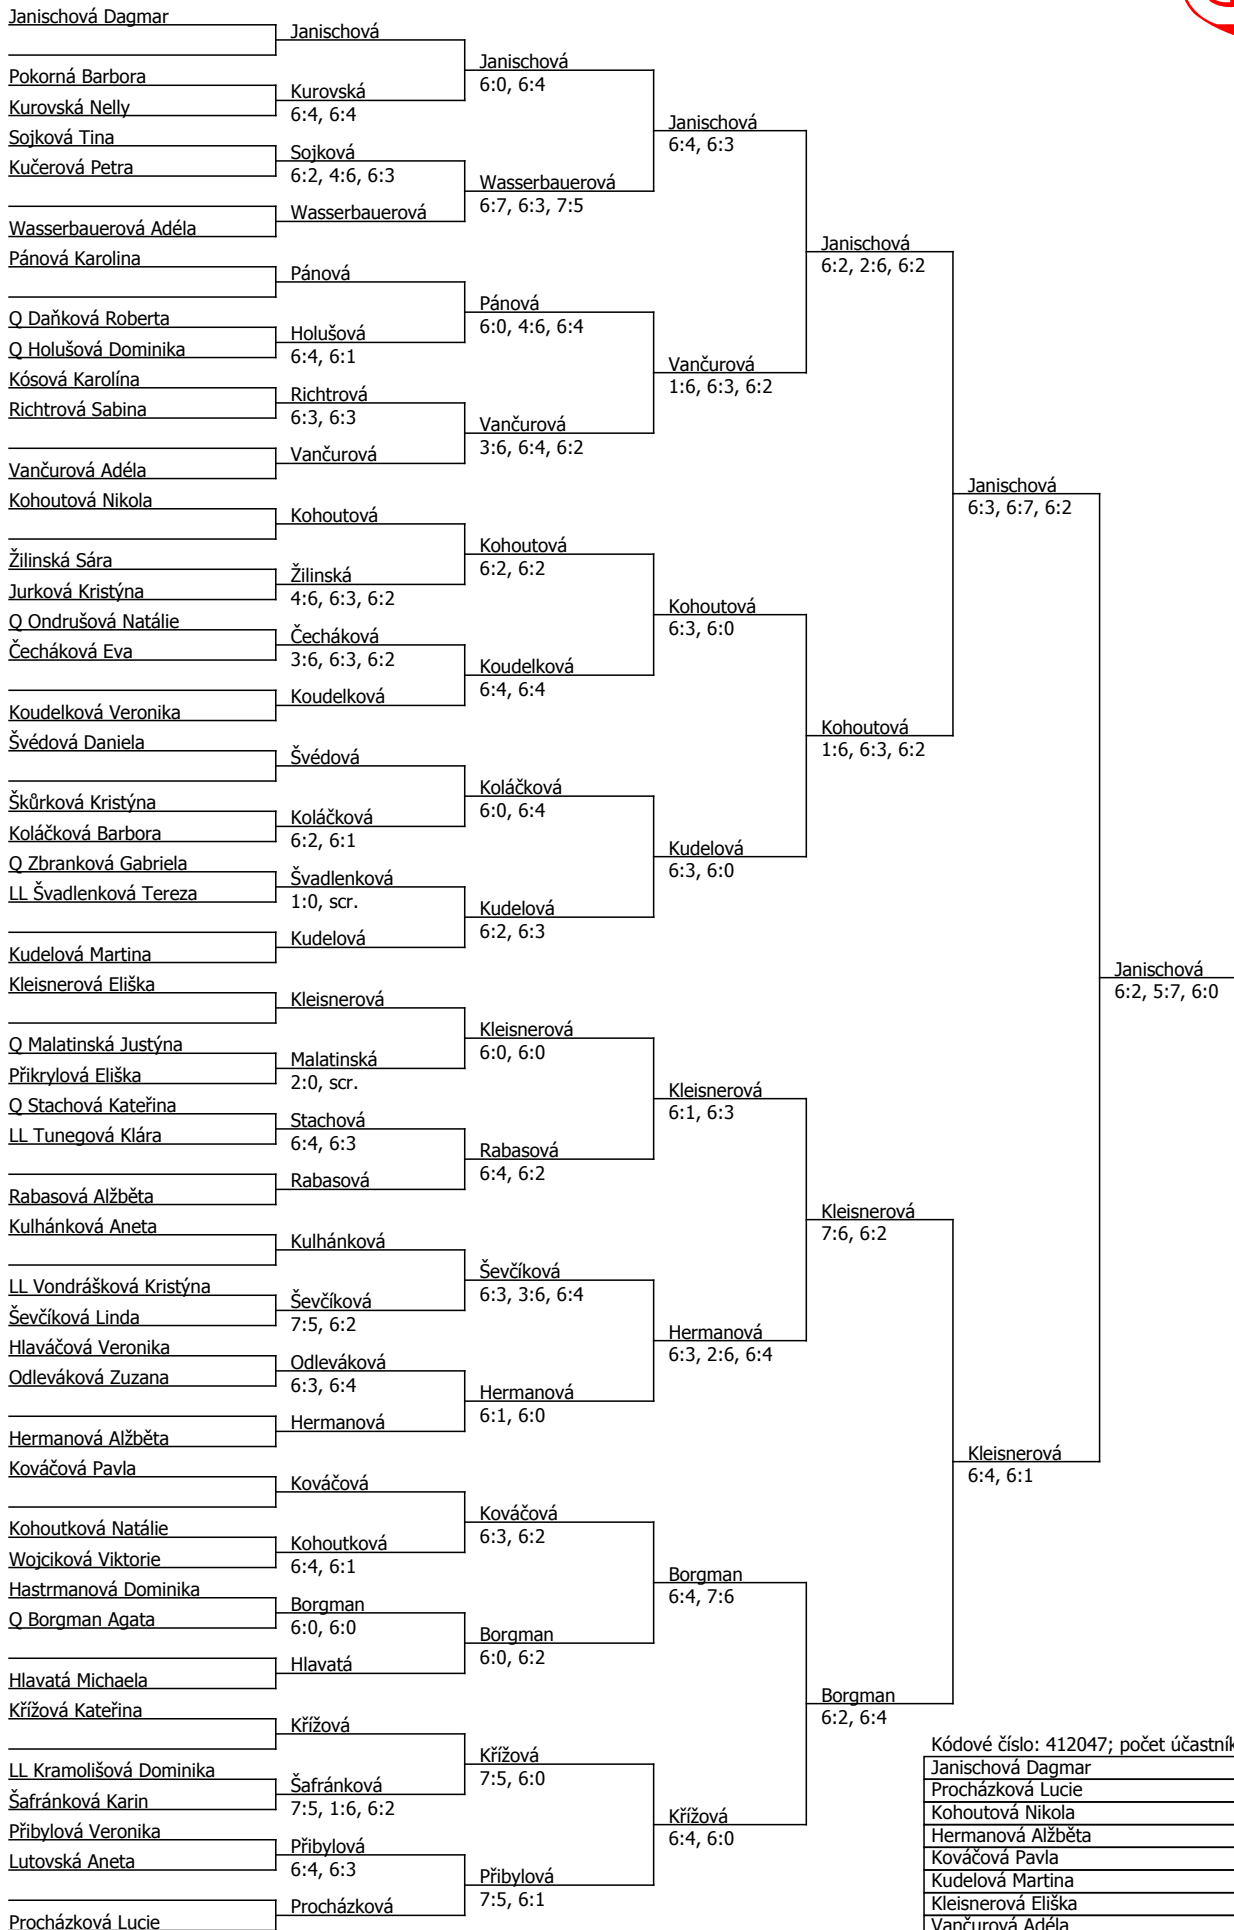 Janischová Dagmar
Janischová
Janischová
6:0, 6:4
Pokorná Barbora
Kurovská
6:4, 6:4
Kurovská Nelly
Janischová
6:4, 6:3
Sojková Tina
Sojková
6:2, 4:6, 6:3
Kučerová Petra
Wasserbauerová
6:7, 6:3, 7:5
Wasserbauerová
Wasserbauerová Adéla
Janischová
6:2, 2:6, 6:2
Pánová Karolina
Pánová
Pánová
6:0, 4:6, 6:4
Q Daňková Roberta
Holušová
6:4, 6:1
Q Holušová Dominika
Vančurová
1:6, 6:3, 6:2
Kósová Karolína
Richtrová
6:3, 6:3
Richtrová Sabina
Vančurová
3:6, 6:4, 6:2
Vančurová
Vančurová Adéla
Janischová
6:3, 6:7, 6:2
Kohoutová Nikola
Kohoutová
Kohoutová
6:2, 6:2
Žilinská Sára
Žilinská
4:6, 6:3, 6:2
Jurková Kristýna
Kohoutová
6:3, 6:0
Q Ondrušová Natálie
Čecháková
3:6, 6:3, 6:2
Čecháková Eva
Koudelková
6:4, 6:4
Koudelková
Koudelková Veronika
Kohoutová
1:6, 6:3, 6:2
Švédová Daniela
Švédová
Koláčková
6:0, 6:4
Škůrková Kristýna
Koláčková
6:2, 6:1
Koláčková Barbora
Kudelová
6:3, 6:0
Q Zbranková Gabriela
Švadlenková
1:0, scr.
LL Švadlenková Tereza
Kudelová
6:2, 6:3
Kudelová
Kudelová Martina
Janischová
6:2, 5:7, 6:0
Kleisnerová Eliška
Kleisnerová
Kleisnerová
6:0, 6:0
Q Malatinská Justýna
Malatinská
2:0, scr.
Přikrylová Eliška
Kleisnerová
6:1, 6:3
Q Stachová Kateřina
Stachová
6:4, 6:3
LL Tunegová Klára
Rabasová
6:4, 6:2
Rabasová
Rabasová Alžběta
Kleisnerová
7:6, 6:2
Kulhánková Aneta
Kulhánková
Ševčíková
6:3, 3:6, 6:4
LL Vondrášková Kristýna
Ševčíková
7:5, 6:2
Ševčíková Linda
Hermanová
6:3, 2:6, 6:4
Hlaváčová Veronika
Odleváková
6:3, 6:4
Odleváková Zuzana
Hermanová
6:1, 6:0
Hermanová
Hermanová Alžběta
Kleisnerová
6:4, 6:1
Kováčová Pavla
Kováčová
Kováčová
6:3, 6:2
Kohoutková Natálie
Kohoutková
6:4, 6:1
Wojciková Viktorie
Borgman
6:4, 7:6
Hastrmanová Dominika
Borgman
6:0, 6:0
Q Borgman Agata
Borgman
6:0, 6:2
Hlavatá
Hlavatá Michaela
Borgman
6:2, 6:4
Křížová Kateřina
Křížová
Křížová
7:5, 6:0
LL Kramolišová Dominika
Šafránková
7:5, 1:6, 6:2
Šafránková Karin
Křížová
6:4, 6:0
Přibylová Veronika
Přibylová
6:4, 6:3
Lutovská Aneta
Přibylová
7:5, 6:1
Procházková
Procházková Lucie
Kódové číslo: 412047; počet účastník
Janischová Dagmar
Procházková Lucie
Kohoutová Nikola
Hermanová Alžběta
Kováčová Pavla
Kudelová Martina
Kleisnerová Eliška
Vančurová Adéla